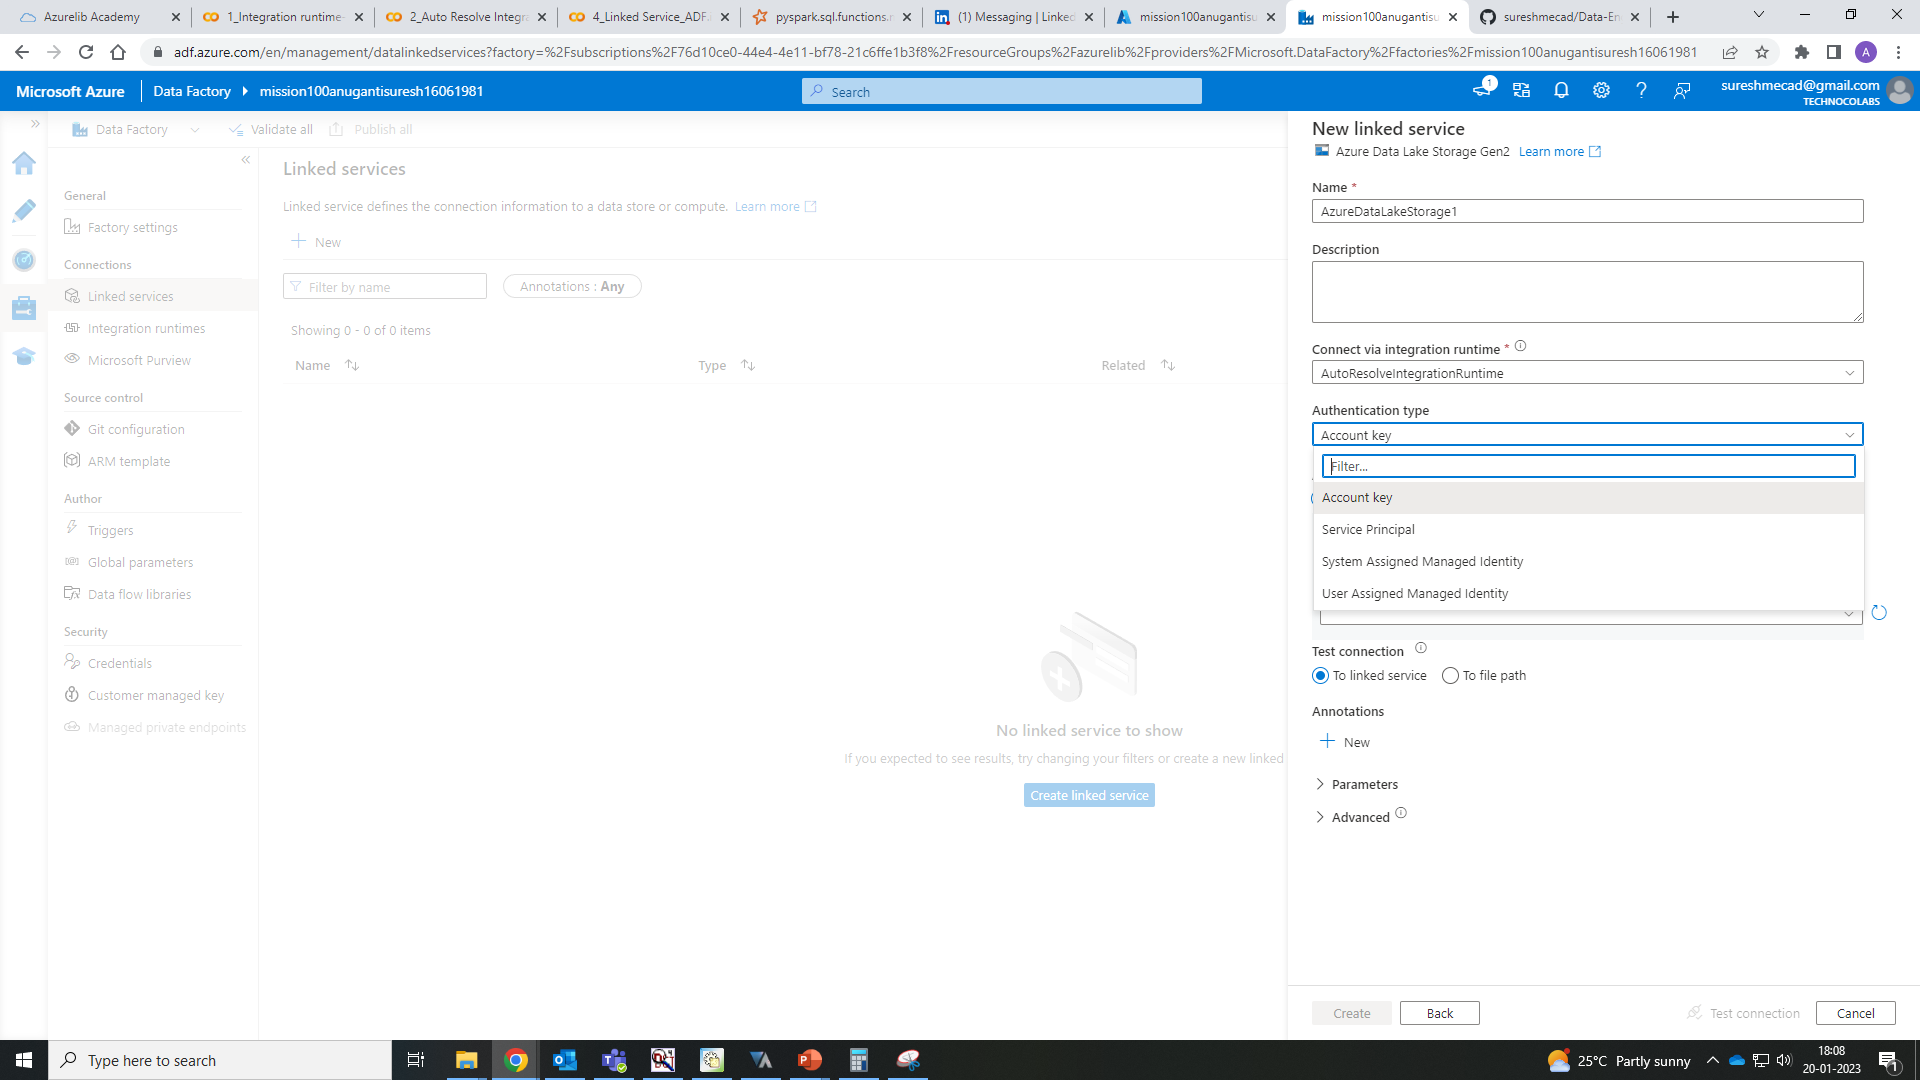 Azurelib Academy
1_Integration runtime-
2_Auto Resolve Integra
4_Linked Service_ADF.
pyspark.sql.functions.r
(1) Messaging | Linked
mission100anugantisu
mission100anugantisu
sureshmecad/Data-En
adf.azure.com/en/management/datalinkedservices?factory=%2Fsubscriptions%2F76d10ce0-44e4-4e11-bf78-21c6ffe1b3f8%2FresourceGroups%2Fazurelib%2Fproviders%2FMicrosoft.DataFactory%2Ffactories%2Fmission100anugantisuresh16061981
A
Microsoft Azure
Data Factory
mission100anugantisuresh16061981
Search
1
sureshmecad@gmail.com
TECHNOCOLABS
Data Factory
Validate all
Publish all
General
Factory settings
Connections
Linked services
Integration runtimes
Microsoft Purview
Source control
Git configuration
ARM template
Author
Triggers
Global parameters
Data flow libraries
Security
Credentials
Customer managed key
Managed private endpoints
Linked services
Linked service defines the connection information to a data store or compute. Learn more
New
Filter by name
Annotations : Any
Showing 0 - 0 of 0 items
Name
Type
Related
No linked service to show
If you expected to see results, try changing your filters or create a new linked
Create linked service
New linked service
Azure Data Lake Storage Gen2 Learn more
Name *
AzureDataLakeStorage1
Description
Connect via integration runtime *
AutoResolveIntegrationRuntime
Authentication type
Account key
Filter...
Account key
Service Principal
System Assigned Managed Identity
User Assigned Managed Identity
Test connection
To linked service
To file path
Annotations
New
Parameters
Advanced
Create
Back
Test connection
Cancel
Type here to search
25°C Partly sunny
18:08
20-01-2023
1